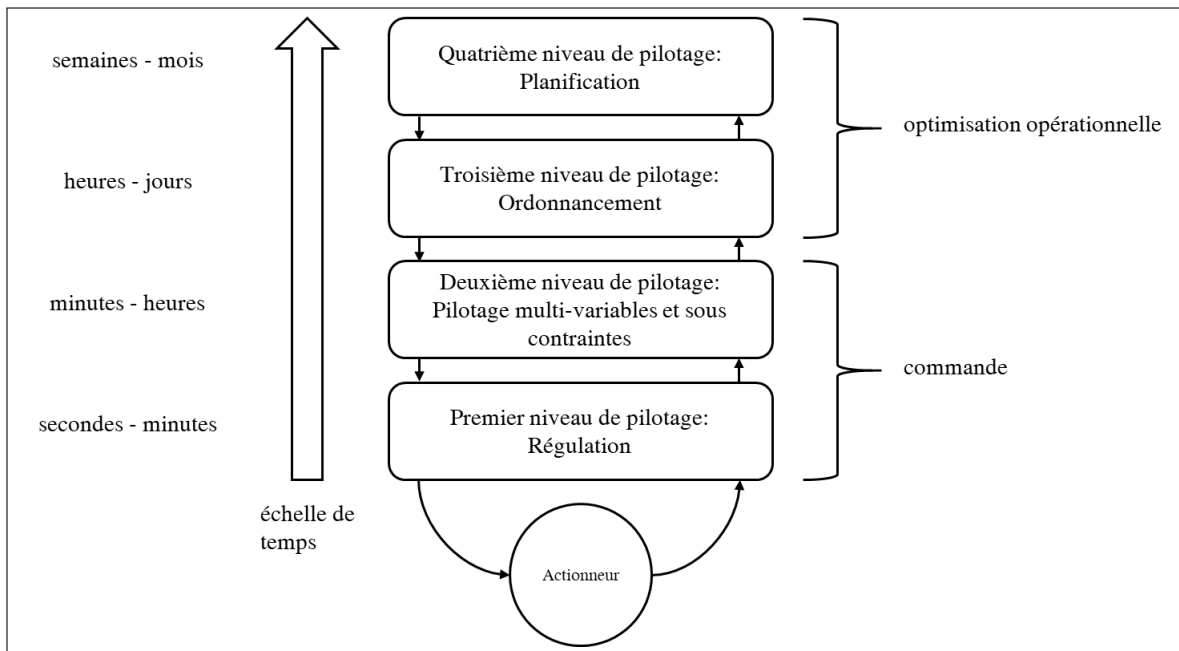 semaines - mois
Quatrième niveau de pilotage:
Planification
optimisation opérationnelle
heures - jours
Troisième niveau de pilotage:
Ordonnancement
minutes - heures
Deuxième niveau de pilotage:
Pilotage multi-variables et sous
contraintes
commande
secondes - minutes
Premier niveau de pilotage:
Régulation
échelle de
temps
Actionneur